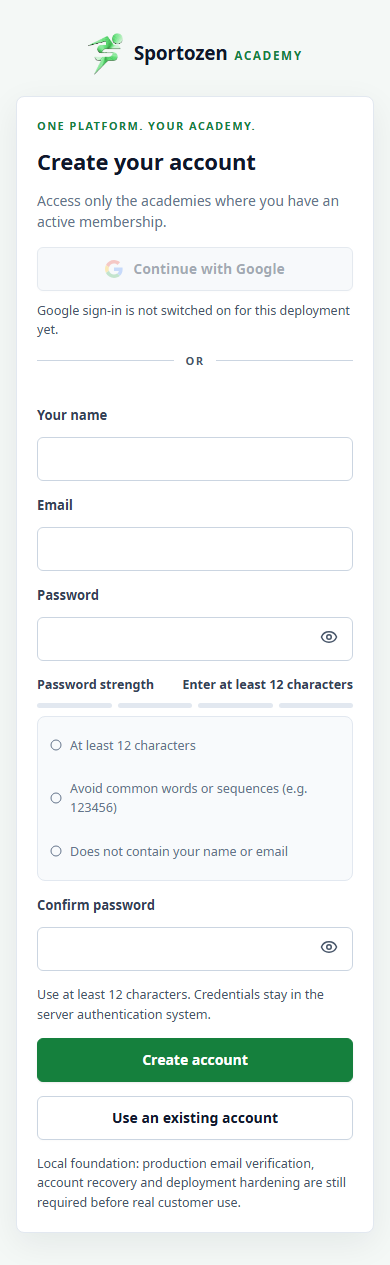 Sportozen ACADEMY
ONE PLATFORM. YOUR ACADEMY.
Create your account
Access only the academies where you have an
active membership.
Continue with Google
Google sign-in is not switched on for this deployment
yet.
OR
Your name
Email
Password
Password strength Enter at least 12 characters
At least 12 characters
Avoid common words or sequences (e.g.
123456)
Does not contain your name or email
Confirm password
Use at least 12 characters. Credentials stay in the
server authentication system.
Create account
Use an existing account
Local foundation: production email verification,
account recovery and deployment hardening are still
required before real customer use.